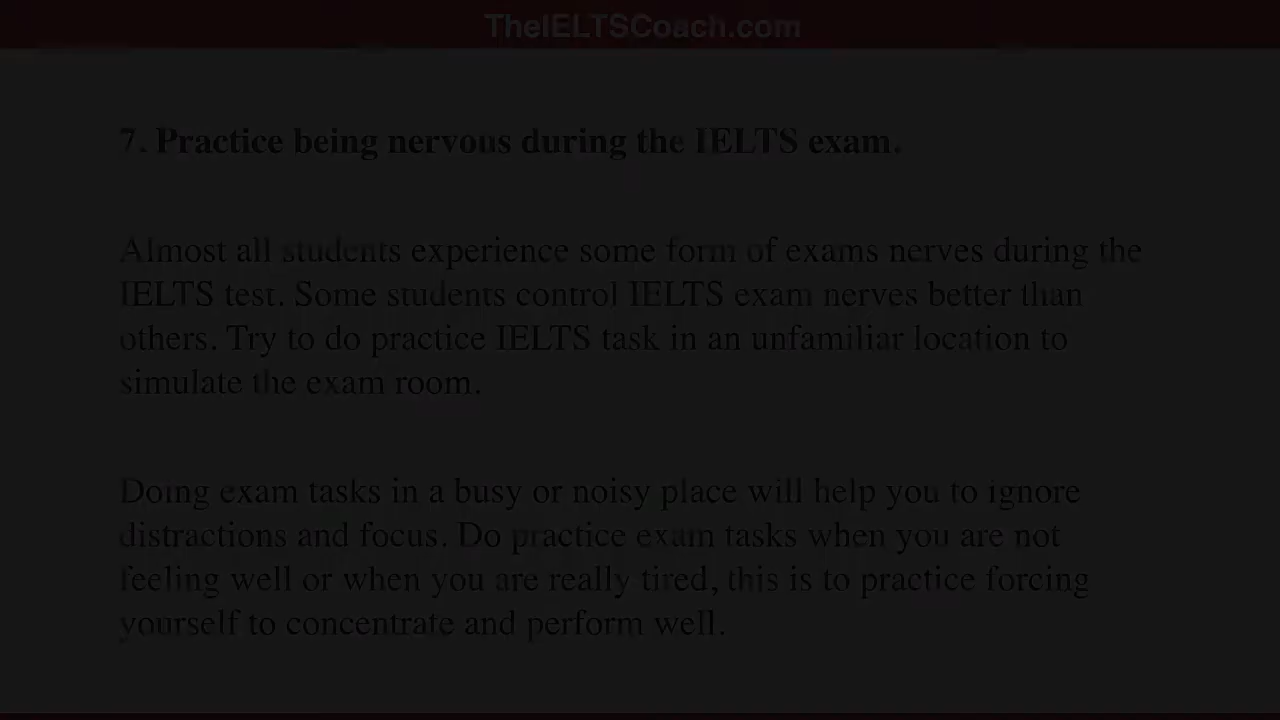 TheIELTSCoach.com
7. Practice being nervous during the IELTS exam.
Almost all students experience some form of exams nerves during the
IELTS test. Some students control IELTS exam nerves better than
others. Try to do practice IELTS task in an unfamiliar location to
simulate the exam room.
Doing exam tasks in a busy or noisy place will help you to ignore
distractions and focus. Do practice exam tasks when you are not
feeling well or when you are really tired, this is to practice forcing
yourself to concentrate and perform well.